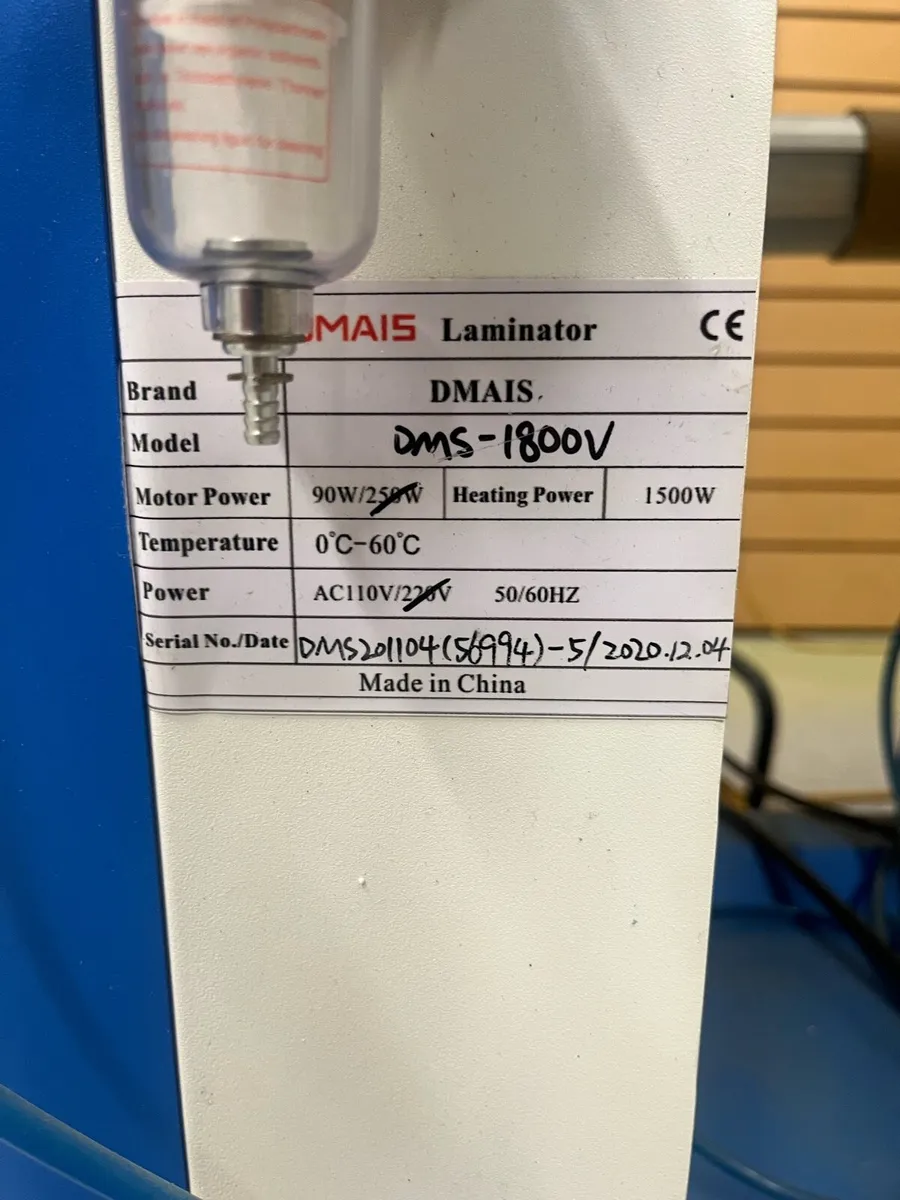 DMAIS Laminator CE
Brand DMAIS
Model DMS-1800V
Motor Power 90W/250W Heating Power 1500W
Temperature 0°C-60°C
Power AC110V/220V 50/60HZ
Serial No./Date DMS201104(56994)-5/2020.12.04
Made in China